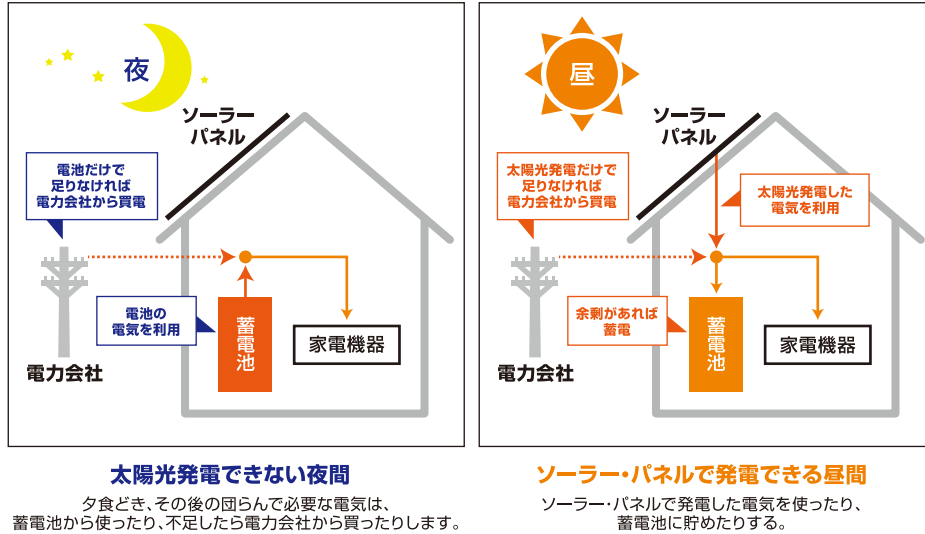 夜
ソーラー
パネル
電池だけで
足りなければ
電力会社から買電
電池の
電気を利用
蓄電池
家電機器
電力会社
太陽光発電できない夜間
夕食どき、その後の団らんで必要な電気は、
蓄電池から使ったり、不足したら電力会社から買ったりします。
昼
ソーラー
パネル
太陽光発電だけで
足りなければ
電力会社から買電
太陽光発電した
電気を利用
余剰があれば
蓄電
蓄電池
家電機器
電力会社
ソーラー・パネルで発電できる昼間
ソーラー・パネルで発電した電気を使ったり、
蓄電池に貯めたりする。